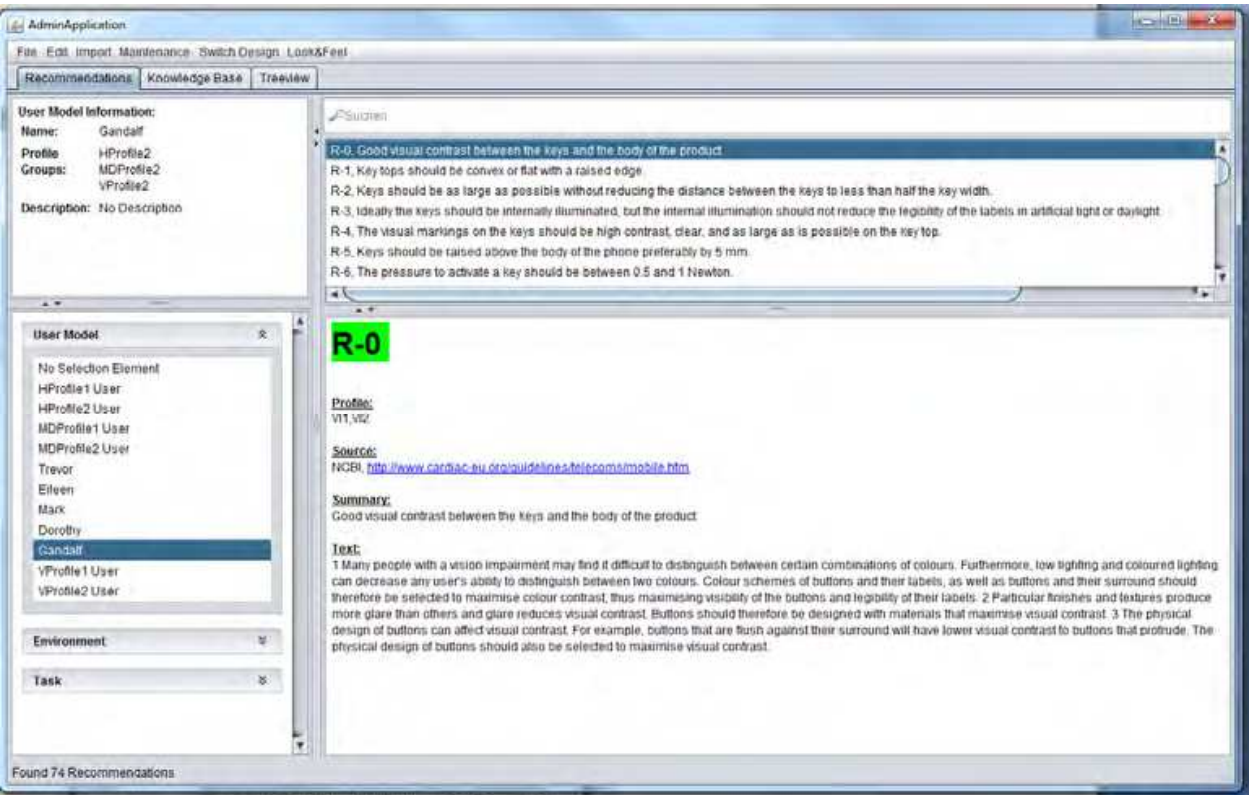 AdminApplication
File Edit Import Maintenance Switch Design Look&Feel
Recommendations Knowledge Base Treeview
User Model Information:
Name: Gandalf
Profile Groups: HProfile2
MDProfile2
VProfile2
Description: No Description
User Model
No Selection Element
HProfile1 User
HProfile2 User
MDProfile1 User
MDProfile2 User
Trevor
Eileen
Mark
Dorothy
Gandalf
VProfile1 User
VProfile2 User
Environment
Task
Suchen
R-0, Good visual contrast between the keys and the body of the product
R-1, Key tops should be convex or flat with a raised edge.
R-2, Keys should be as large as possible without reducing the distance between the keys to less than half the key width.
R-3, Ideally the keys should be internally illuminated, but the internal illumination should not reduce the legibility of the labels in artificial light or daylight.
R-4, The visual markings on the keys should be high contrast, clear, and as large as is possible on the key top.
R-5, Keys should be raised above the body of the phone preferably by 5 mm.
R-6, The pressure to activate a key should be between 0.5 and 1 Newton.
R-0
Profile:
VI1,VI2
Source:
NCBI, http://www.cardiac-eu.org/guidelines/telecoms/mobile.htm
Summary:
Good visual contrast between the keys and the body of the product
Text:
1 Many people with a vision impairment may find it difficult to distinguish between certain combinations of colours. Furthermore, low lighting and coloured lighting
can decrease any user's ability to distinguish between two colours. Colour schemes of buttons and their labels, as well as buttons and their surround should
therefore be selected to maximise colour contrast, thus maximising visibility of the buttons and legibility of their labels. 2 Particular finishes and textures produce
more glare than others and glare reduces visual contrast. Buttons should therefore be designed with materials that maximise visual contrast. 3 The physical
design of buttons can affect visual contrast. For example, buttons that are flush against their surround will have lower visual contrast to buttons that protrude. The
physical design of buttons should also be selected to maximise visual contrast.
Found 74 Recommendations